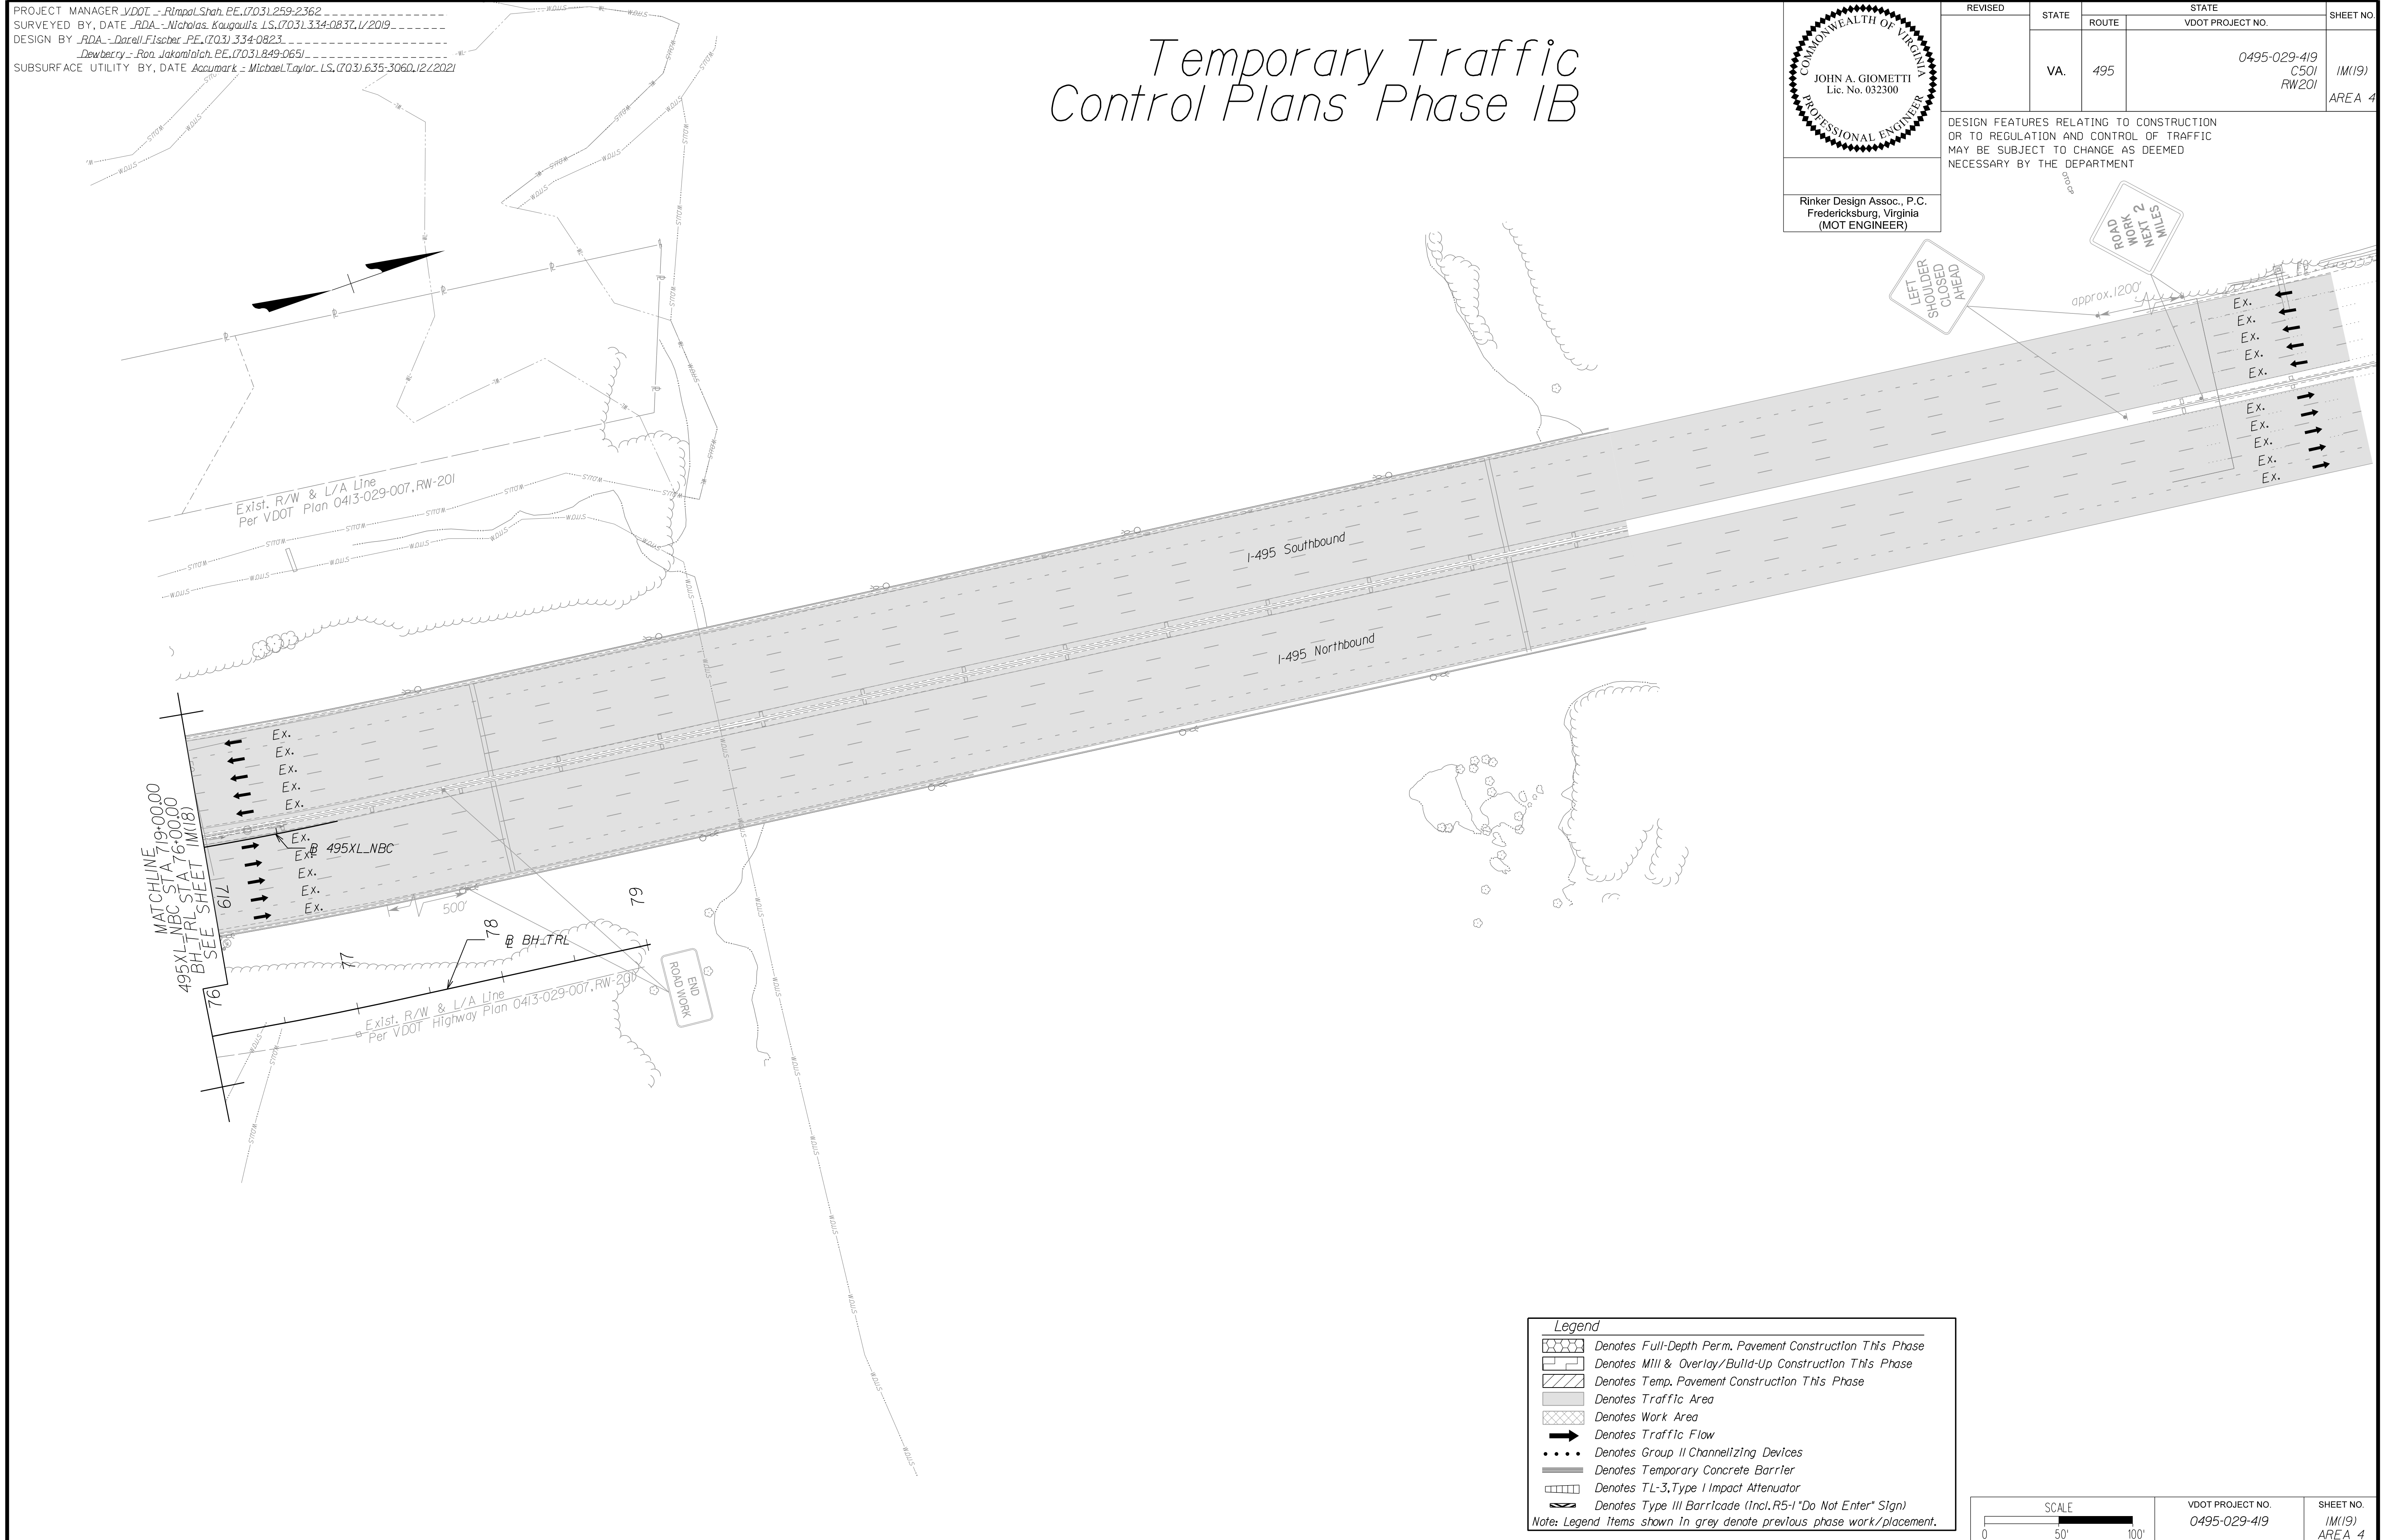 PROJECT MANAGER VDOT - Rimpal Shah P.E. (703) 259-2362
SURVEYED BY, DATE RDA - Nicholas Kougoulis L.S. (703) 334-0837, 1/2019
DESIGN BY RDA - Darell Fischer P.E. (703) 334-0823
Dewberry - Ron Jakominich P.E. (703) 849-0651
SUBSURFACE UTILITY BY, DATE Accumark - Michael Taylor L.S. (703) 635-3060, 12/2021
Temporary Traffic
Control Plans Phase 1B
COMMONWEALTH OF VIRGINIA
JOHN A. GIOMETTI
Lic. No. 032300
PROFESSIONAL ENGINEER
Rinker Design Assoc., P.C.
Fredericksburg, Virginia
(MOT ENGINEER)
REVISED
STATE
STATE
ROUTE
VDOT PROJECT NO.
SHEET NO.
VA.
495
0495-029-419
C501
RW201
1M(19)
AREA 4
DESIGN FEATURES RELATING TO CONSTRUCTION
OR TO REGULATION AND CONTROL OF TRAFFIC
MAY BE SUBJECT TO CHANGE AS DEEMED
NECESSARY BY THE DEPARTMENT
ROAD
WORK
NEXT 2
MILES
LEFT
SHOULDER
CLOSED
AHEAD
approx. 1200'
Ex.
Ex.
Ex.
Ex.
Ex.
Ex.
Ex.
Ex.
Ex.
Ex.
Exist. R/W & L/A Line
Per VDOT Plan 0413-029-007, RW-201
I-495 Southbound
I-495 Northbound
Ex.
Ex.
Ex.
Ex.
Ex.
Ex.
Ex.
Ex.
Ex.
Ex.
B 495XL_NBC
MATCHLINE
495XL_NBC STA 719+00.00
BH_TRL STA 76+00.00
SEE SHEET 1M(18)
719
500'
76
77
78
79
B BH_TRL
Exist. R/W & L/A Line
Per VDOT Highway Plan 0413-029-007, RW-201
END
ROAD WORK
Legend
Denotes Full-Depth Perm. Pavement Construction This Phase
Denotes Mill & Overlay/Build-Up Construction This Phase
Denotes Temp. Pavement Construction This Phase
Denotes Traffic Area
Denotes Work Area
Denotes Traffic Flow
Denotes Group II Channelizing Devices
Denotes Temporary Concrete Barrier
Denotes TL-3, Type I Impact Attenuator
Denotes Type III Barricade (Incl. R5-1 "Do Not Enter" Sign)
Note: Legend items shown in grey denote previous phase work/placement.
SCALE
0 50' 100'
VDOT PROJECT NO.
0495-029-419
SHEET NO.
1M(19)
AREA 4